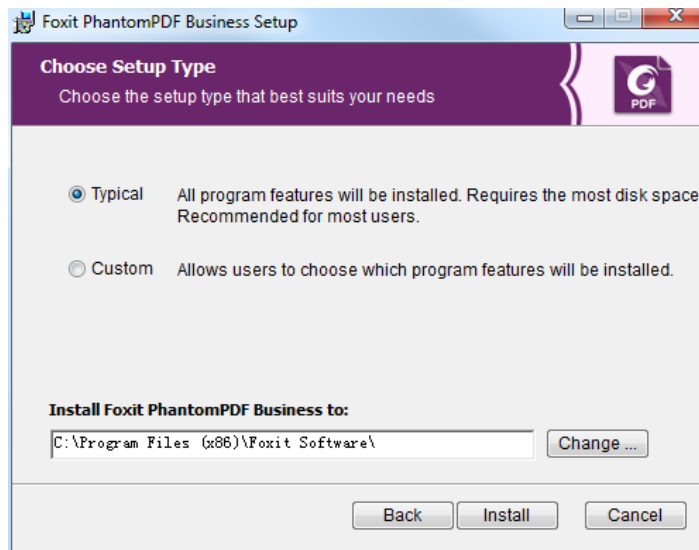 Foxit PhantomPDF Business Setup
Choose Setup Type
Choose the setup type that best suits your needs
PDF
Typical
All program features will be installed. Requires the most disk space
Recommended for most users.
Custom
Allows users to choose which program features will be installed.
Install Foxit PhantomPDF Business to:
C:\Program Files (x86)\Foxit Software\
Change ...
Back
Install
Cancel